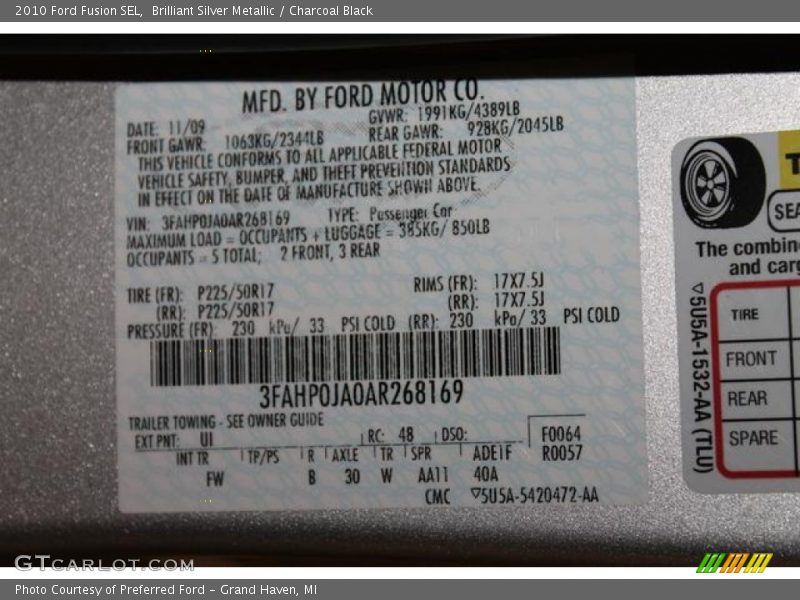 2010 Ford Fusion SEL, Brilliant Silver Metallic / Charcoal Black
MFD. BY FORD MOTOR CO.
DATE: 11/09 GVWR: 1991KG/4389LB
FRONT GAWR: 1063KG/2344LB REAR GAWR: 928KG/2045LB
THIS VEHICLE CONFORMS TO ALL APPLICABLE FEDERAL MOTOR
VEHICLE SAFETY, BUMPER, AND THEFT PREVENTION STANDARDS
IN EFFECT ON THE DATE OF MANUFACTURE SHOWN ABOVE.
VIN: 3FAHP0JA0AR268169 TYPE: Passenger Car
MAXIMUM LOAD = OCCUPANTS + LUGGAGE = 385KG/ 850LB
OCCUPANTS = 5 TOTAL; 2 FRONT, 3 REAR
TIRE (FR): P225/50R17 RIMS (FR): 17X7.5J
(RR): P225/50R17 (RR): 17X7.5J
PRESSURE (FR): 230 kPa/ 33 PSI COLD (RR): 230 kPa/ 33 PSI COLD
3FAHP0JA0AR268169
TRAILER TOWING - SEE OWNER GUIDE
EXT PNT: UI RC: 48 DSO: F0064
INT TR TP/PS R AXLE TR SPR ADE1F R0057
FW B 30 W AA11 40A
CMC ▽5U5A-5420472-AA
The combin
and carg
TIRE
FRONT
REAR
SPARE
▽5U5A-1532-AA (TLU)
GTCARLOT.COM
Photo Courtesy of Preferred Ford – Grand Haven, MI